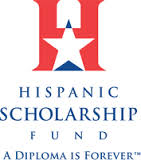 HISPANIC
SCHOLARSHIP
FUND
A DIPLOMA IS FOREVER™